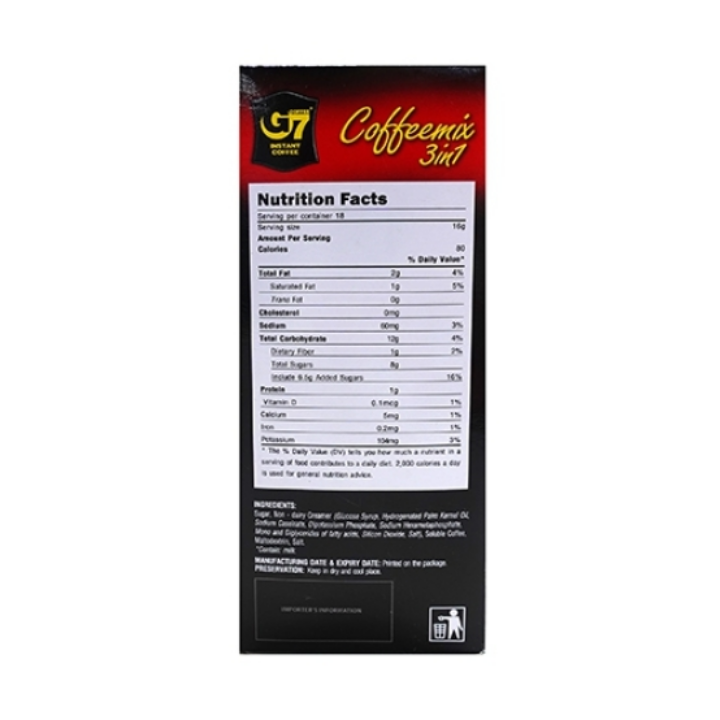 G7
INSTANT
COFFEE
Coffeemix
3in1
Nutrition Facts
Serving per container 18
Serving size 16g
Amount Per Serving
Calories 80
% Daily Value*
Total Fat 2g 4%
Saturated Fat 1g 5%
Trans Fat 0g
Cholesterol 0mg
Sodium 60mg 3%
Total Carbohydrate 12g 4%
Dietary Fiber 1g 2%
Total Sugars 8g
Include 8g Added Sugars 16%
Protein 1g
Vitamin D 0.1mcg 1%
Calcium 5mg 1%
Iron 0.2mg 1%
Potassium 104mg 3%
* The % Daily Value (DV) tells you how much a nutrient in a
serving of food contributes to a daily diet. 2,000 calories a day
is used for general nutrition advice.
INGREDIENTS:
Sugar, Non - dairy Creamer (Glucose Syrup, Hydrogenated Palm Kernel Oil,
Sodium Caseinate, Dipotassium Phosphate, Sodium Hexametaphosphate,
Mono and Diglycerides of fatty acids, Silicon Dioxide, Salt), Soluble Coffee,
Maltodextrin, Salt.
*Contain: milk
MANUFACTURING DATE & EXPIRY DATE: Printed on the package.
PRESERVATION: Keep in dry and cool place.
IMPORTER'S INFORMATION